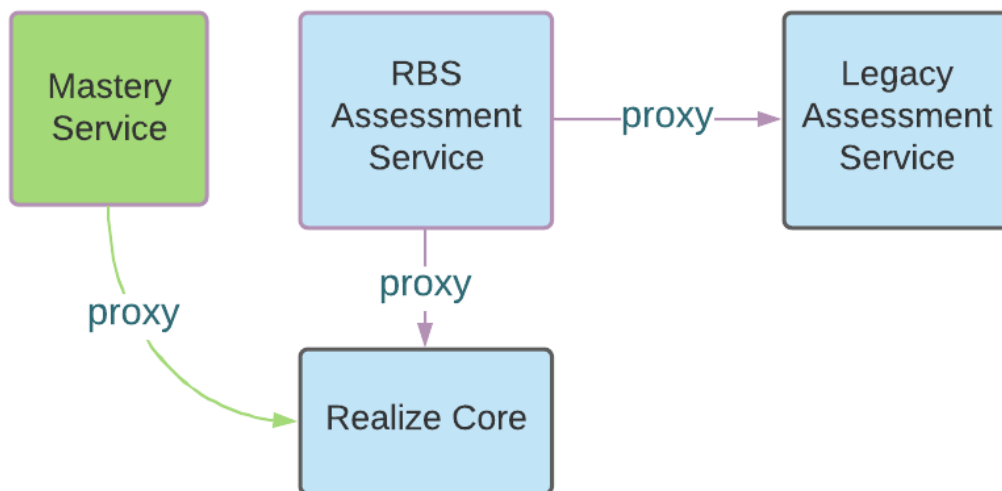 Mastery
Service
RBS
Assessment
Service
proxy
Legacy
Assessment
Service
proxy
proxy
Realize Core